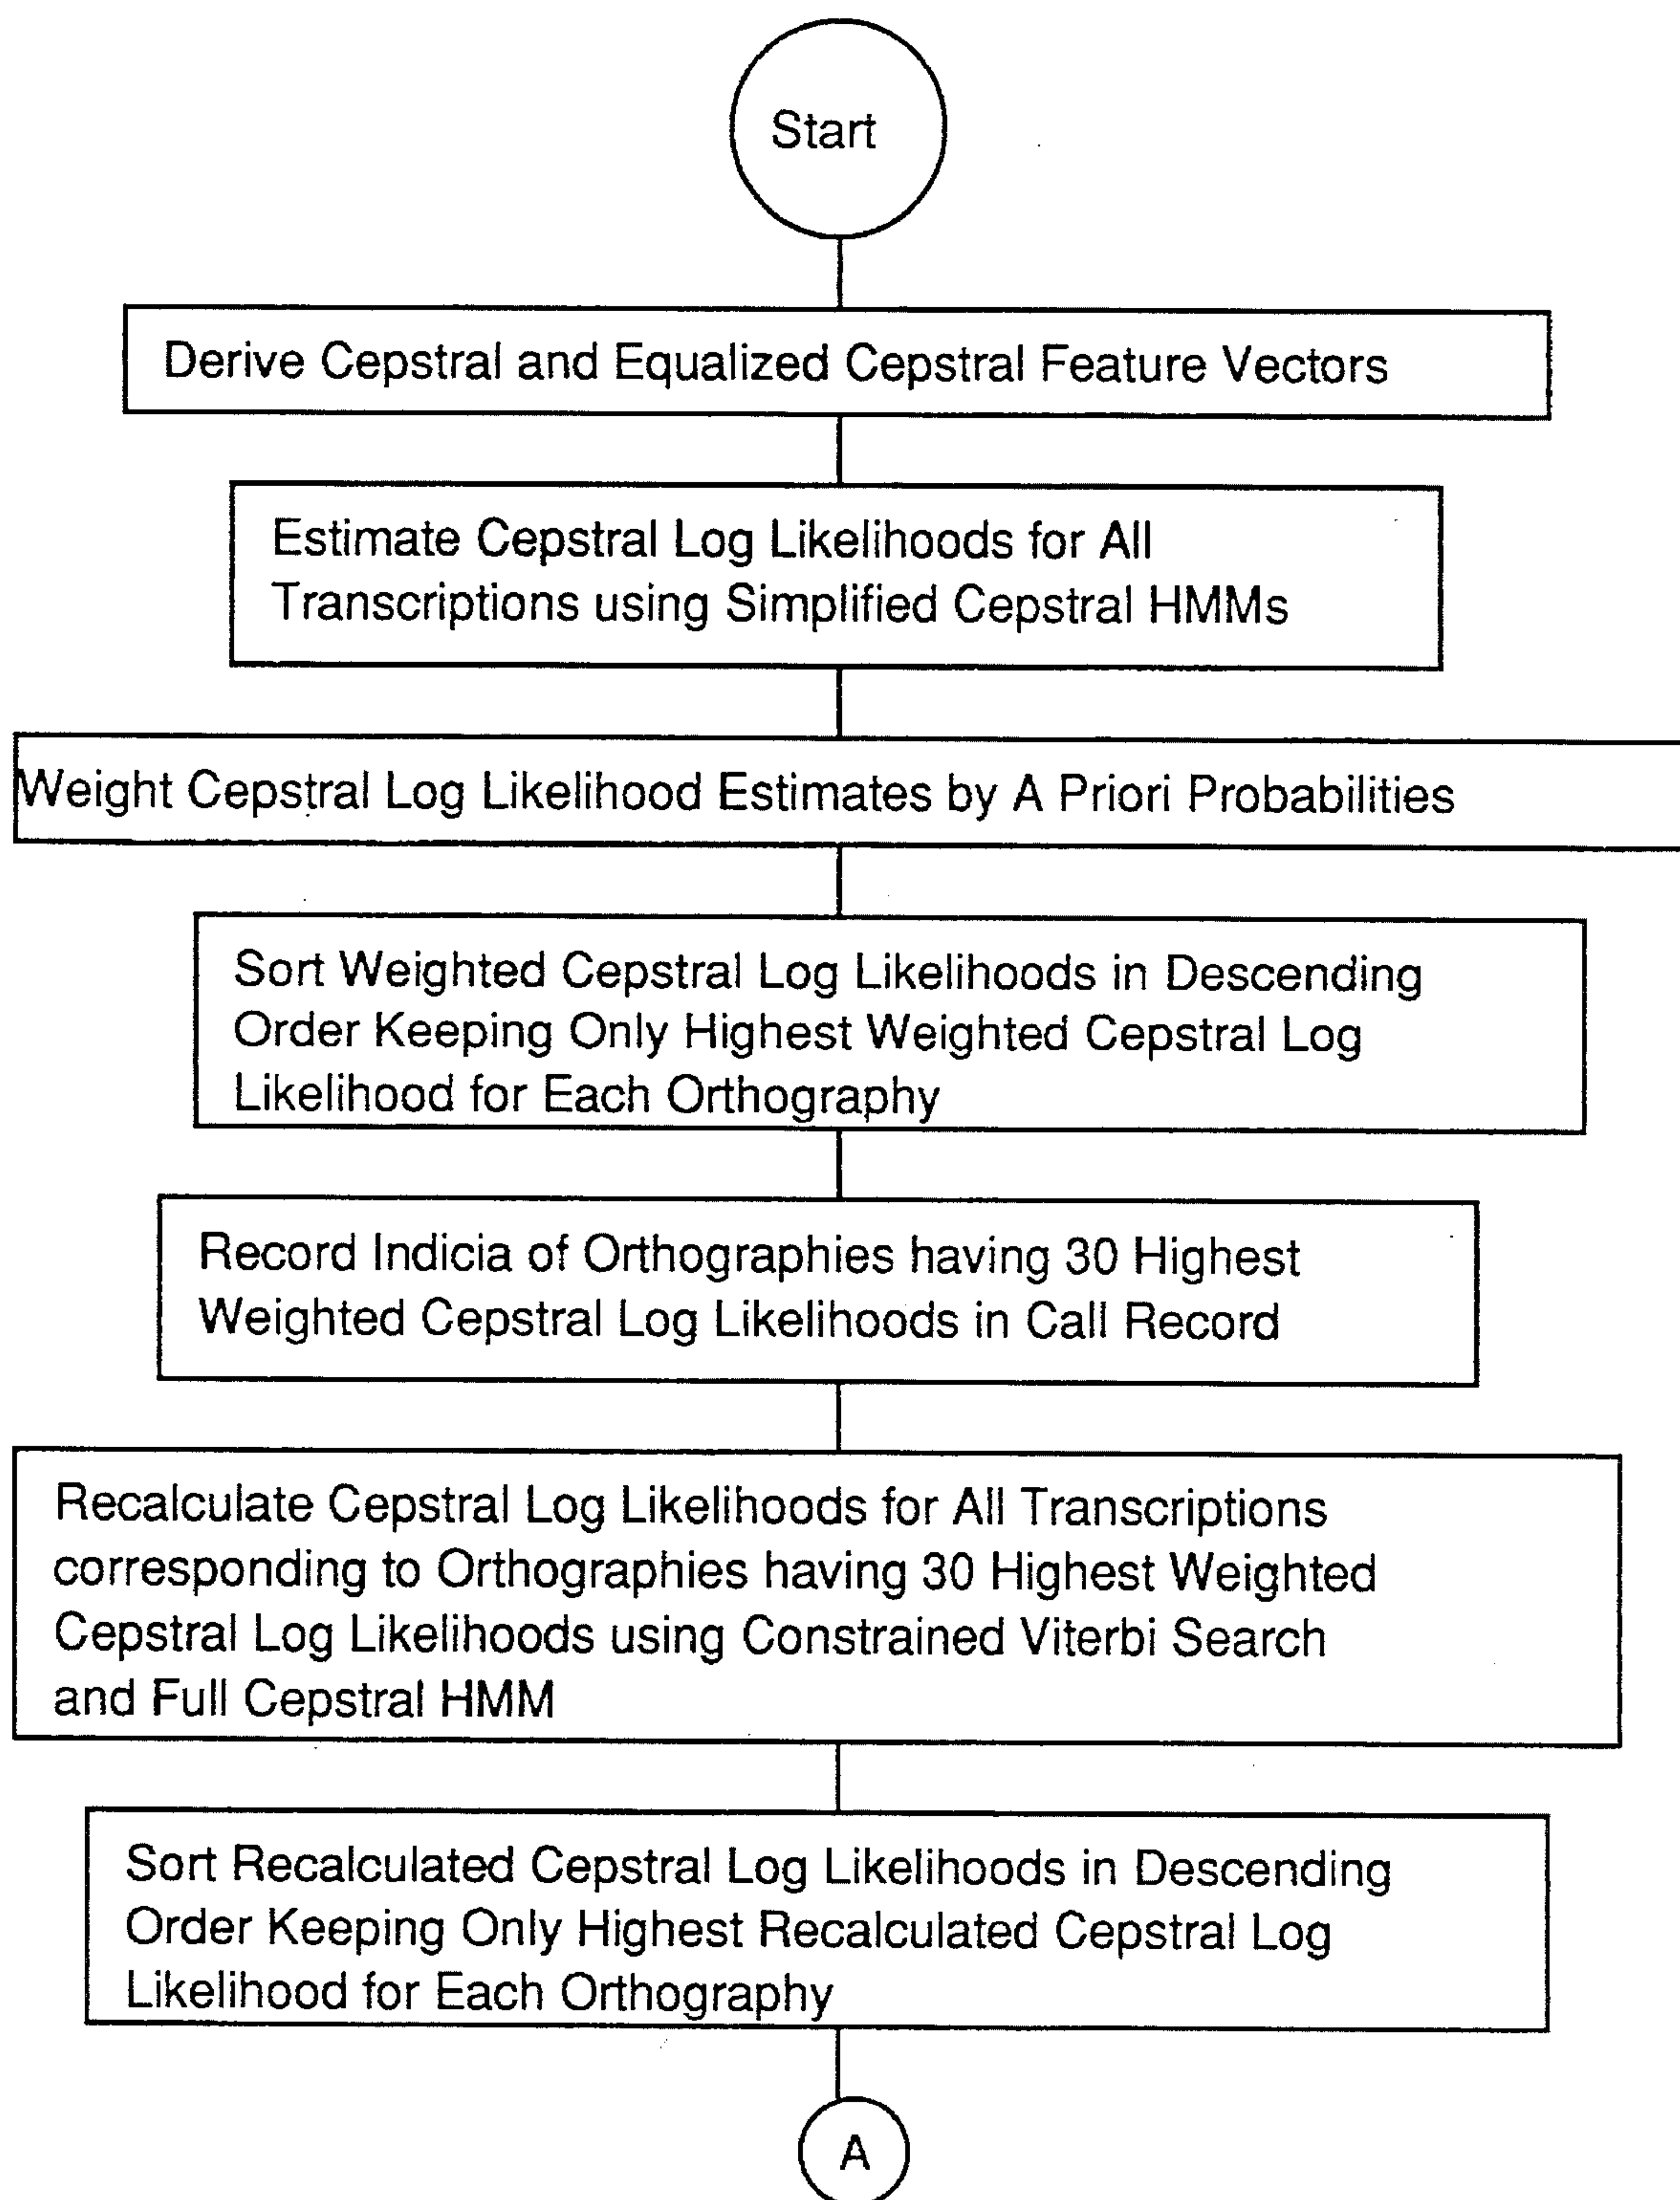 Start
Derive Cepstral and Equalized Cepstral Feature Vectors
Estimate Cepstral Log Likelihoods for All
Transcriptions using Simplified Cepstral HMMs
Weight Cepstral Log Likelihood Estimates by A Priori Probabilities
Sort Weighted Cepstral Log Likelihoods in Descending
Order Keeping Only Highest Weighted Cepstral Log
Likelihood for Each Orthography
Record Indicia of Orthographies having 30 Highest
Weighted Cepstral Log Likelihoods in Call Record
Recalculate Cepstral Log Likelihoods for All Transcriptions
corresponding to Orthographies having 30 Highest Weighted
Cepstral Log Likelihoods using Constrained Viterbi Search
and Full Cepstral HMM
Sort Recalculated Cepstral Log Likelihoods in Descending
Order Keeping Only Highest Recalculated Cepstral Log
Likelihood for Each Orthography
A